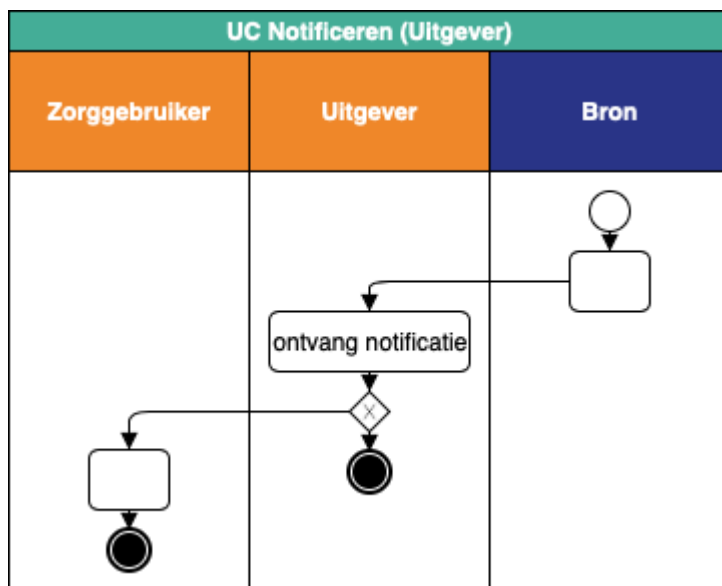 UC Notificeren (Uitgever)
Zorggebruiker
Uitgever
Bron
ontvang notificatie
X